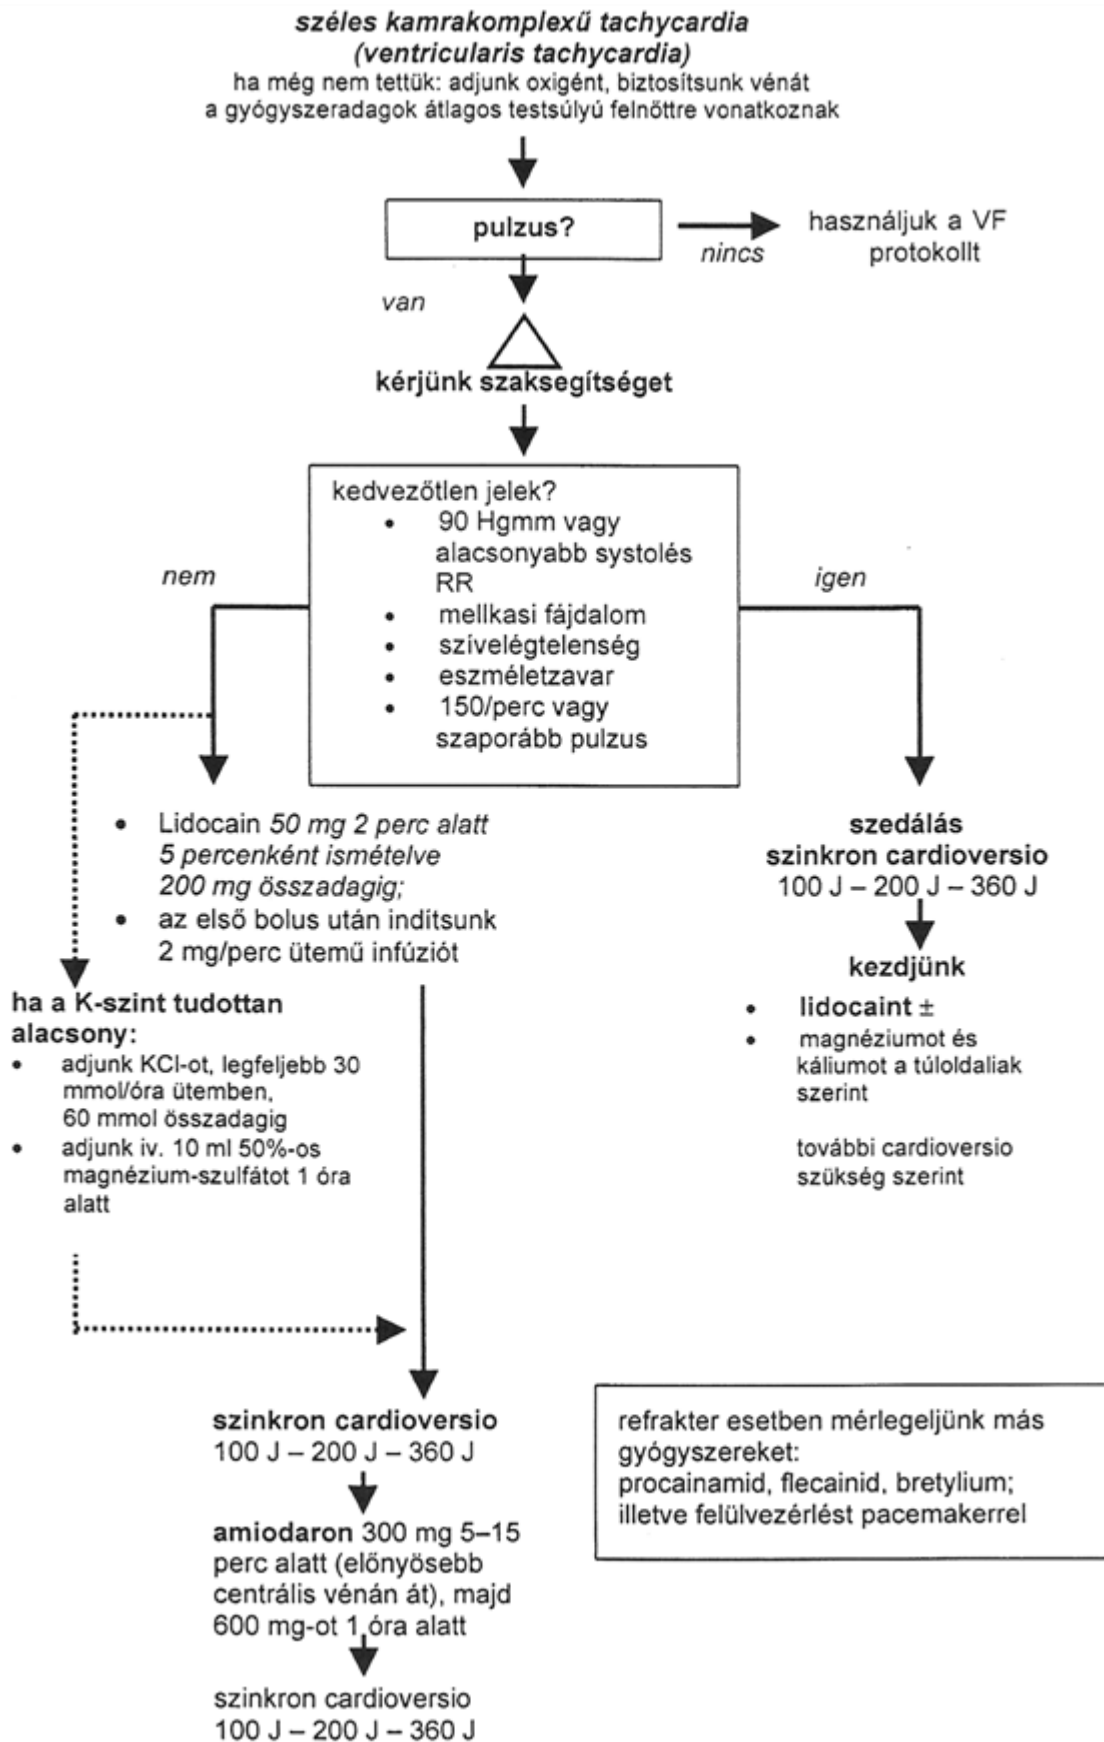 széles kamrakomplexű tachycardia
(ventricularis tachycardia)
ha még nem tettük: adjunk oxigént, biztosítsunk vénát
a gyógyszeradagok átlagos testsúlyú felnőttre vonatkoznak
pulzus?
nincs
használjuk a VF
protokollt
van
kérjünk szaksegítséget
kedvezőtlen jelek?
• 90 Hgmm vagy
alacsonyabb systolés
RR
• mellkasi fájdalom
• szívelégtelenség
• eszméletzavar
• 150/perc vagy
szaporább pulzus
nem
igen
• Lidocain 50 mg 2 perc alatt
5 percenként ismételve
200 mg összadagig;
• az első bolus után indítsunk
2 mg/perc ütemű infúziót
ha a K-szint tudottan
alacsony:
• adjunk KCl-ot, legfeljebb 30
mmol/óra ütemben,
60 mmol összadagig
• adjunk iv. 10 ml 50%-os
magnézium-szulfátot 1 óra
alatt
szedálás
szinkron cardioversio
100 J – 200 J – 360 J
kezdjünk
• lidocaint ±
• magnéziumot és
káliumot a túloldaliak
szerint
további cardioversio
szükség szerint
szinkron cardioversio
100 J – 200 J – 360 J
amiodaron 300 mg 5–15
perc alatt (előnyösebb
centrális vénán át), majd
600 mg-ot 1 óra alatt
szinkron cardioversio
100 J – 200 J – 360 J
refrakter esetben mérlegeljünk más
gyógyszereket:
procainamid, flecainid, bretylium;
illetve felülvezérlést pacemakerrel